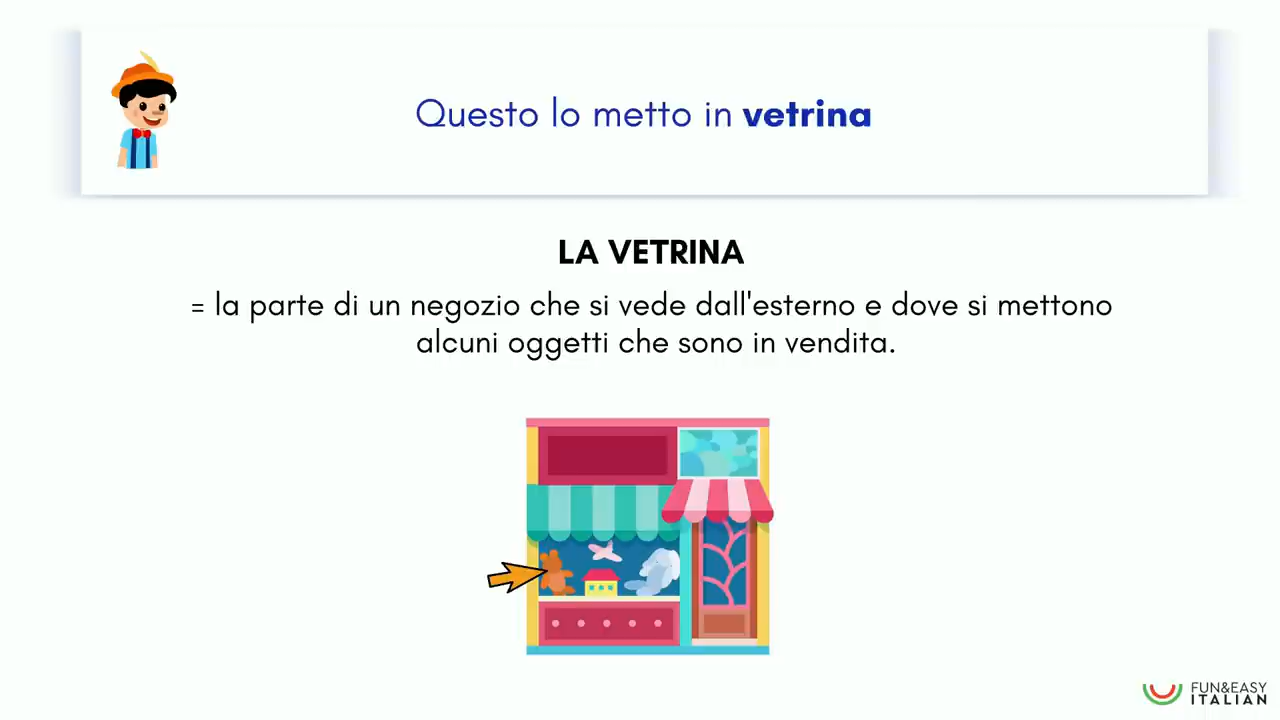 Questo lo metto in vetrina
LA VETRINA
= la parte di un negozio che si vede dall'esterno e dove si mettono
alcuni oggetti che sono in vendita.
FUN&EASY
ITALIAN